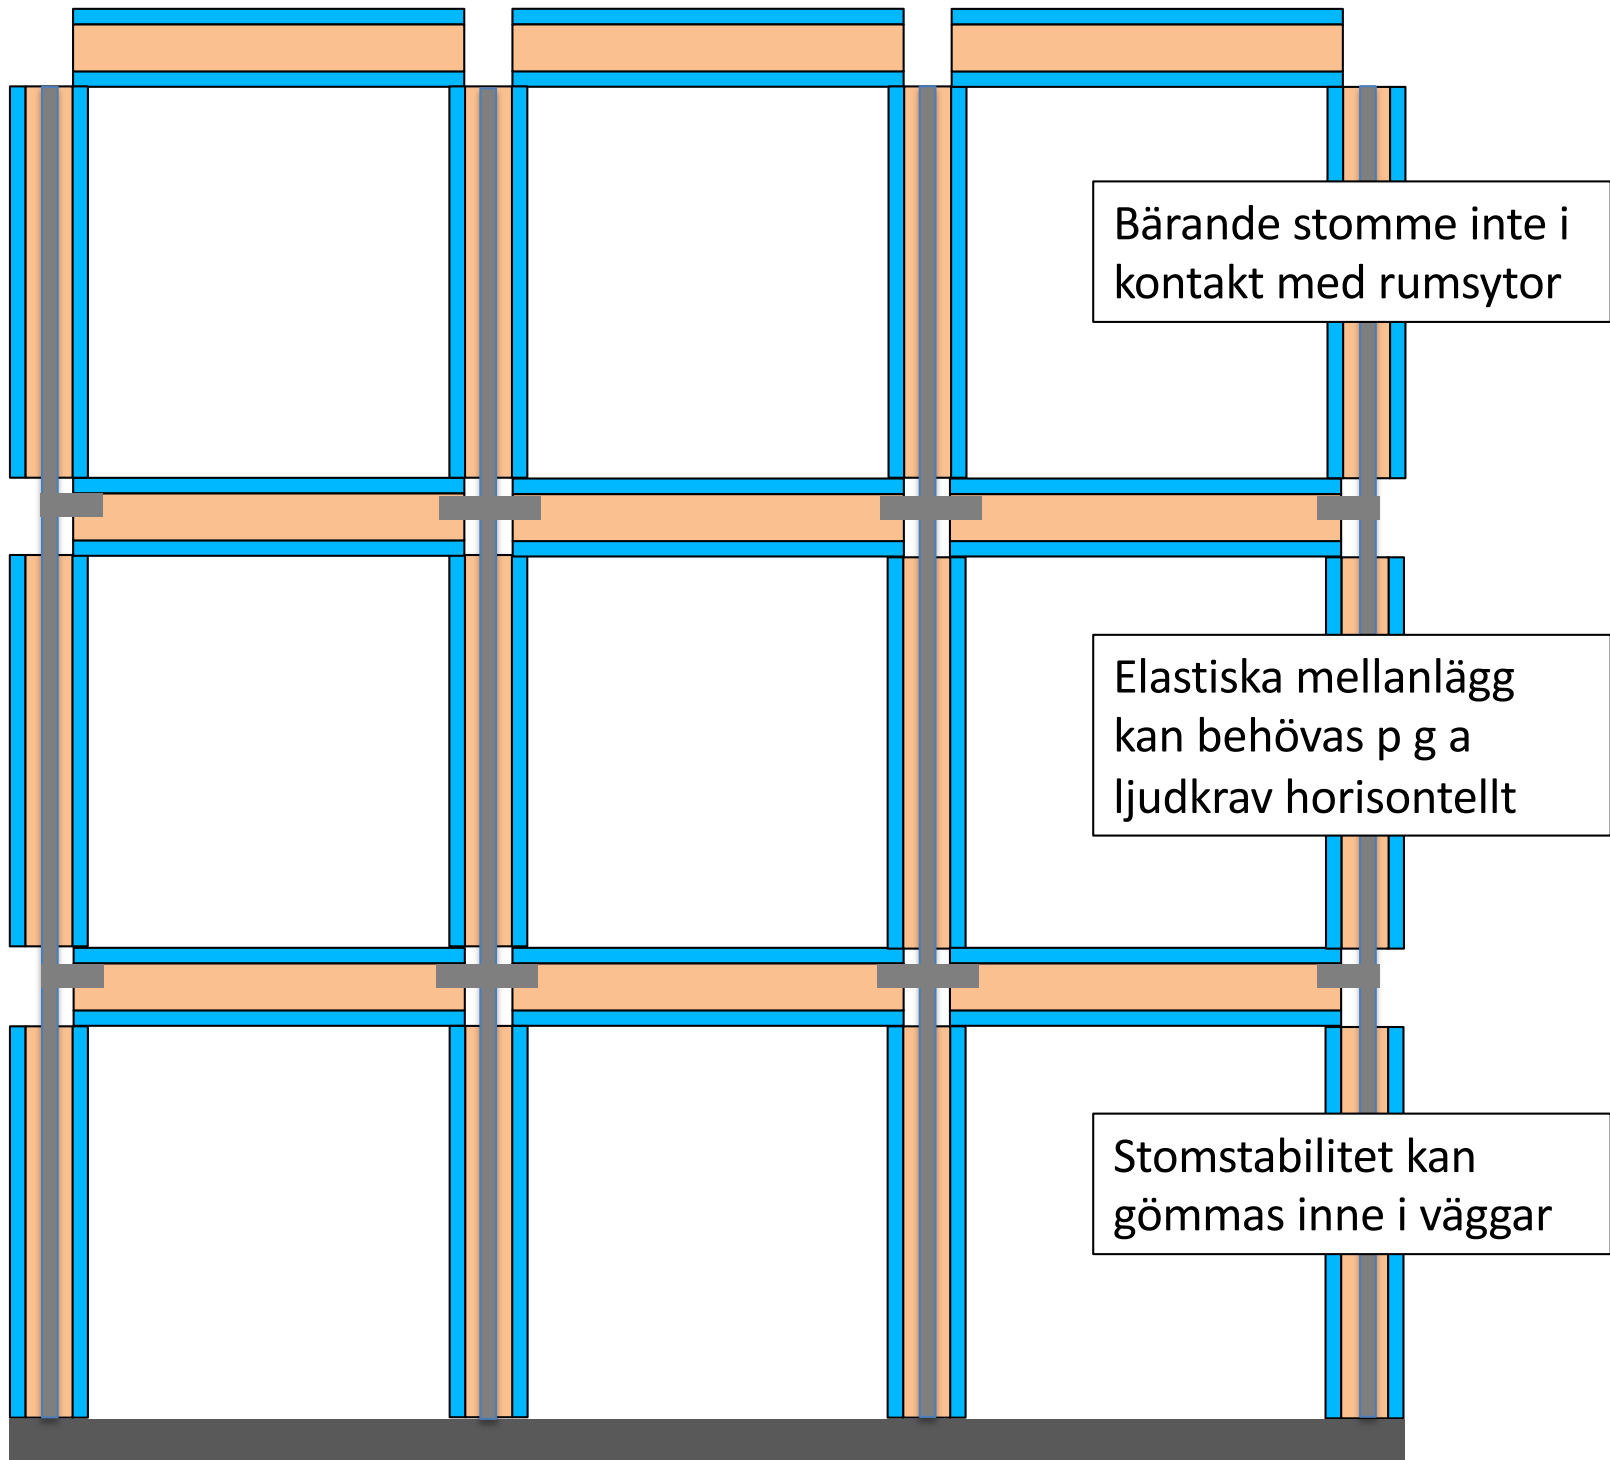 Bärande stomme inte i
kontakt med rumsytor
Elastiska mellanlägg
kan behövas p g a
ljudkrav horisontellt
Stomstabilitet kan
gömmas inne i väggar